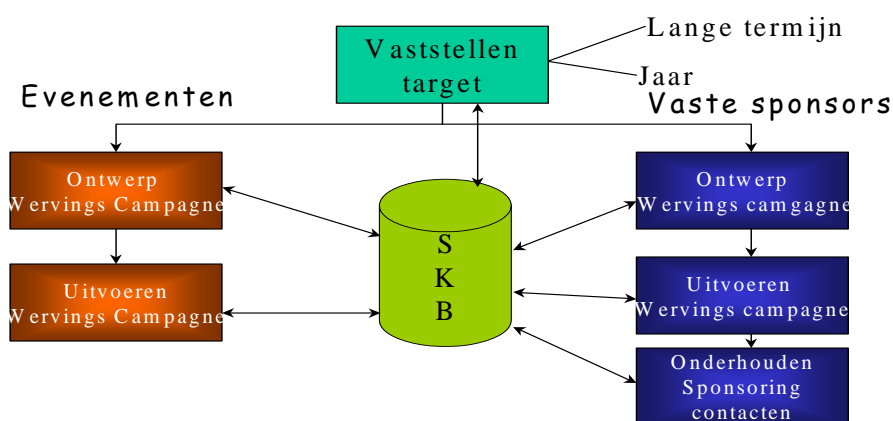 Lange termijn
Vaststellen
target
Jaar
Evenementen
Vaste sponsors
Ontwerp
Wervings Campagne
Ontwerp
Wervings camgagne
S
K
B
Uitvoeren
Wervings Campagne
Uitvoeren
Wervings campagne
Onderhouden
Sponsoring
contacten